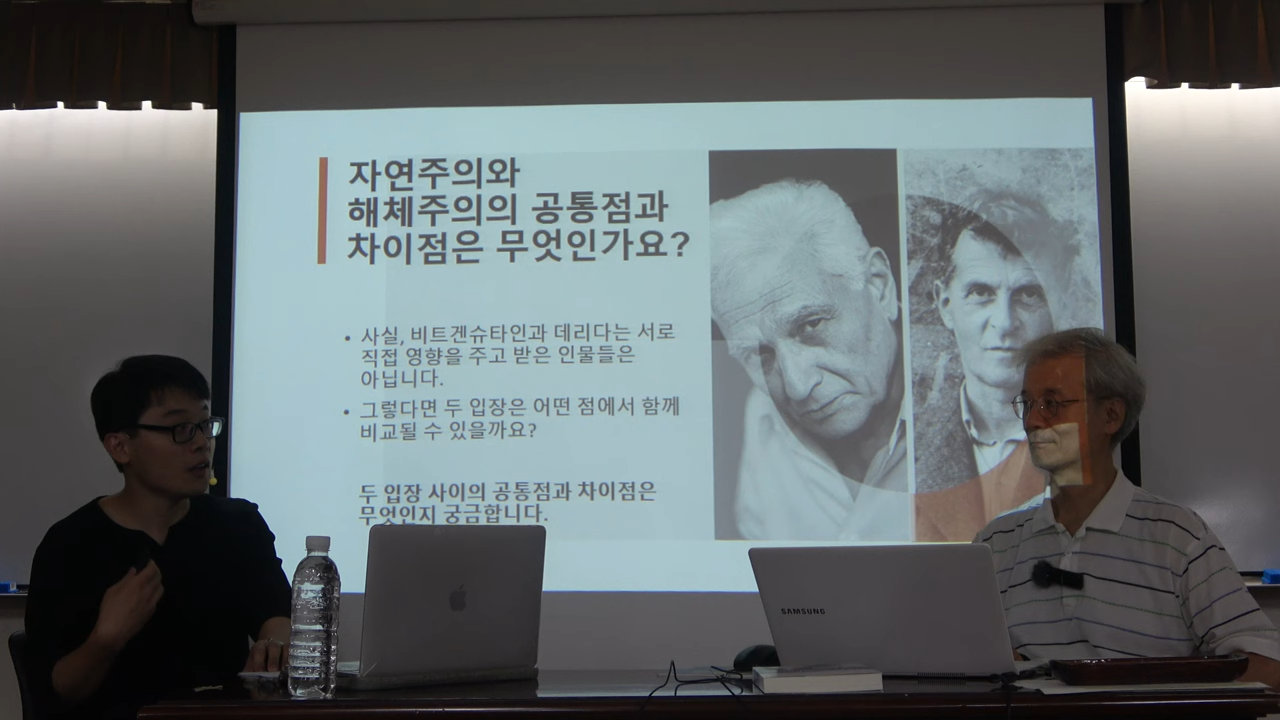 자연주의와
해체주의의 공통점과
차이점은 무엇인가요?
• 사실, 비트겐슈타인과 데리다는 서로
직접 영향을 주고 받은 인물들은
아닙니다.
• 그렇다면 두 입장은 어떤 점에서 함께
비교될 수 있을까요?
두 입장 사이의 공통점과 차이점은
무엇인지 궁금합니다.
SAMSUNG